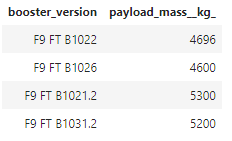 booster_version payload_mass__kg_
F9 FT B1022 4696
F9 FT B1026 4600
F9 FT B1021.2 5300
F9 FT B1031.2 5200